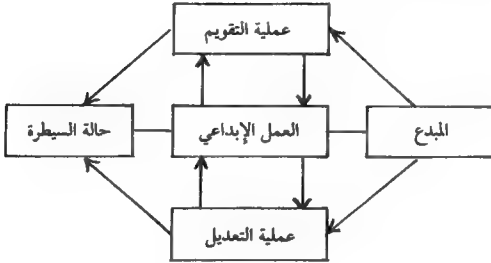 عملية التقويم
المبدع
العمل الإبداعي
حالة السيطرة
عملية التعديل